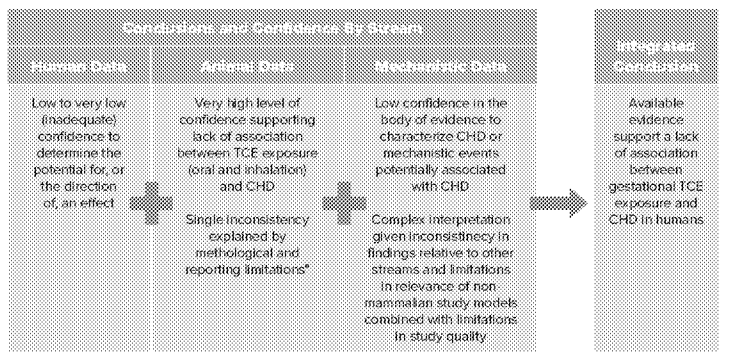 Conclusions and Confidence By Stream
Human Data
Low to very low
(inadequate)
confidence to
determine the
potential for, or
the direction
of, an effect
Animal Data
Very high level of
confidence supporting
lack of association
between TCE exposure
(oral and inhalation)
and CHD
Single inconsistency
explained by
methological and
reporting limitations*
Mechanistic Data
Low confidence in the
body of evidence to
characterize CHD or
mechanistic events
potentially associated
with CHD
Complex interpretation
given inconsistinecy in
findings relative to other
streams and limitations
in relevance of non-
mammalian study models
combined with limitations
in study quality
Integrated
Conclusion
Available
evidence
support a lack
of association
between
gestational TCE
exposure and
CHD in humans